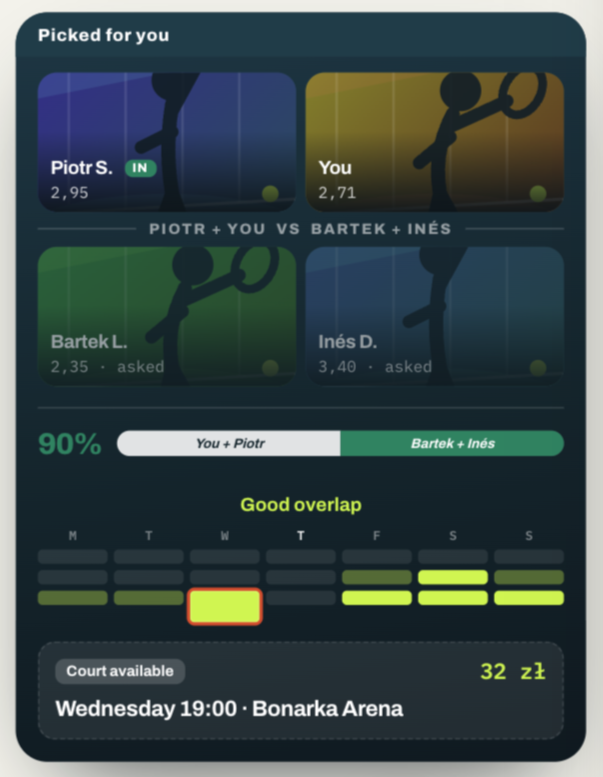 Picked for you
Piotr S. IN
2,95
You
2,71
PIOTR + YOU VS BARTEK + INÉS
Bartek L.
2,35 · asked
Inés D.
3,40 · asked
90% You + Piotr Bartek + Inés
Good overlap
M T W T F S S
Court available 32 zł
Wednesday 19:00 · Bonarka Arena